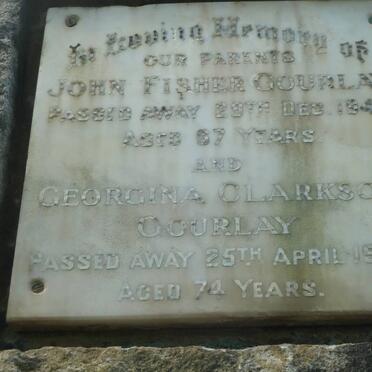 In Loving Memory of
OUR PARENTS
JOHN FISHER GOURLA
PASSED AWAY 29TH DEC. 194
AGED 67 YEARS.
AND
GEORGINA CLARKSO
GOURLAY
PASSED AWAY 25TH APRIL 19
AGED 74 YEARS.